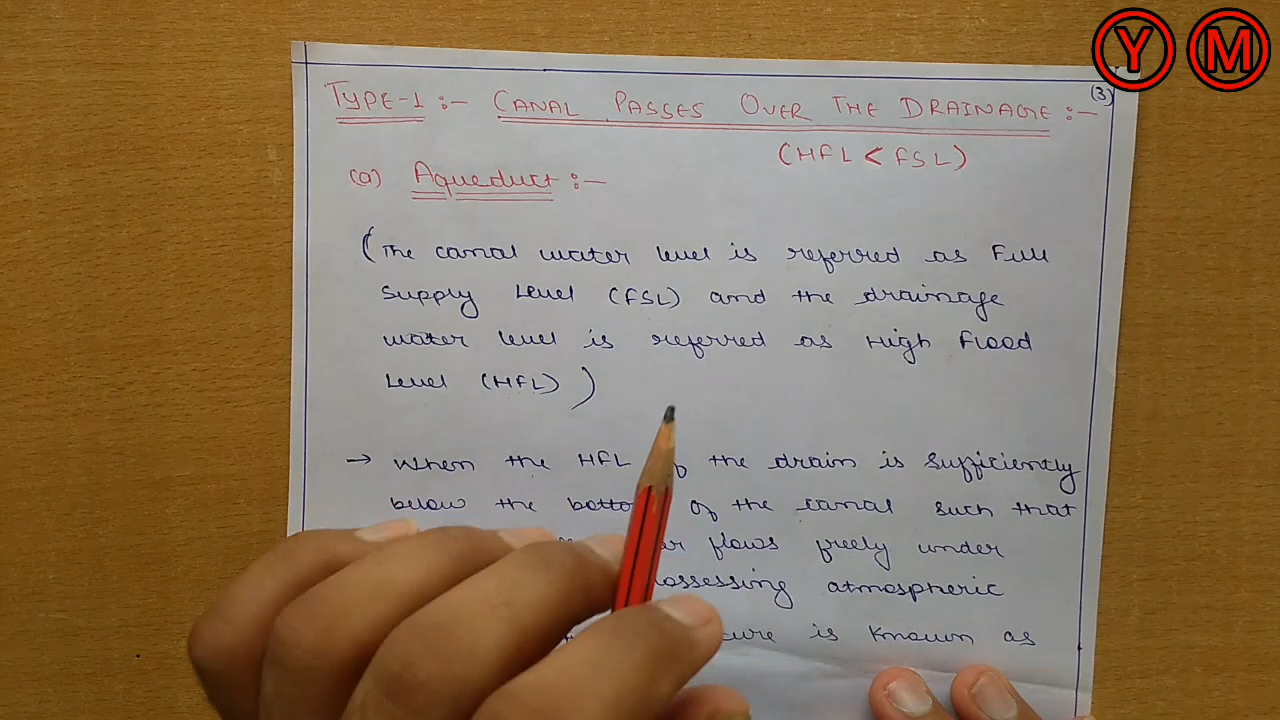 Y M
(3)
TYPE-1 :- CANAL PASSES OVER THE DRAINAGE :-
(HFL < FSL)
(a) Aqueduct :-
(The canal water level is referred as Full
Supply Level (FSL) and the drainage
water level is referred as High Flood
Level (HFL) )
→ When the HFL of the drain is sufficiently
below the bottom of the canal such that
flows freely under
possessing atmospheric
is known as